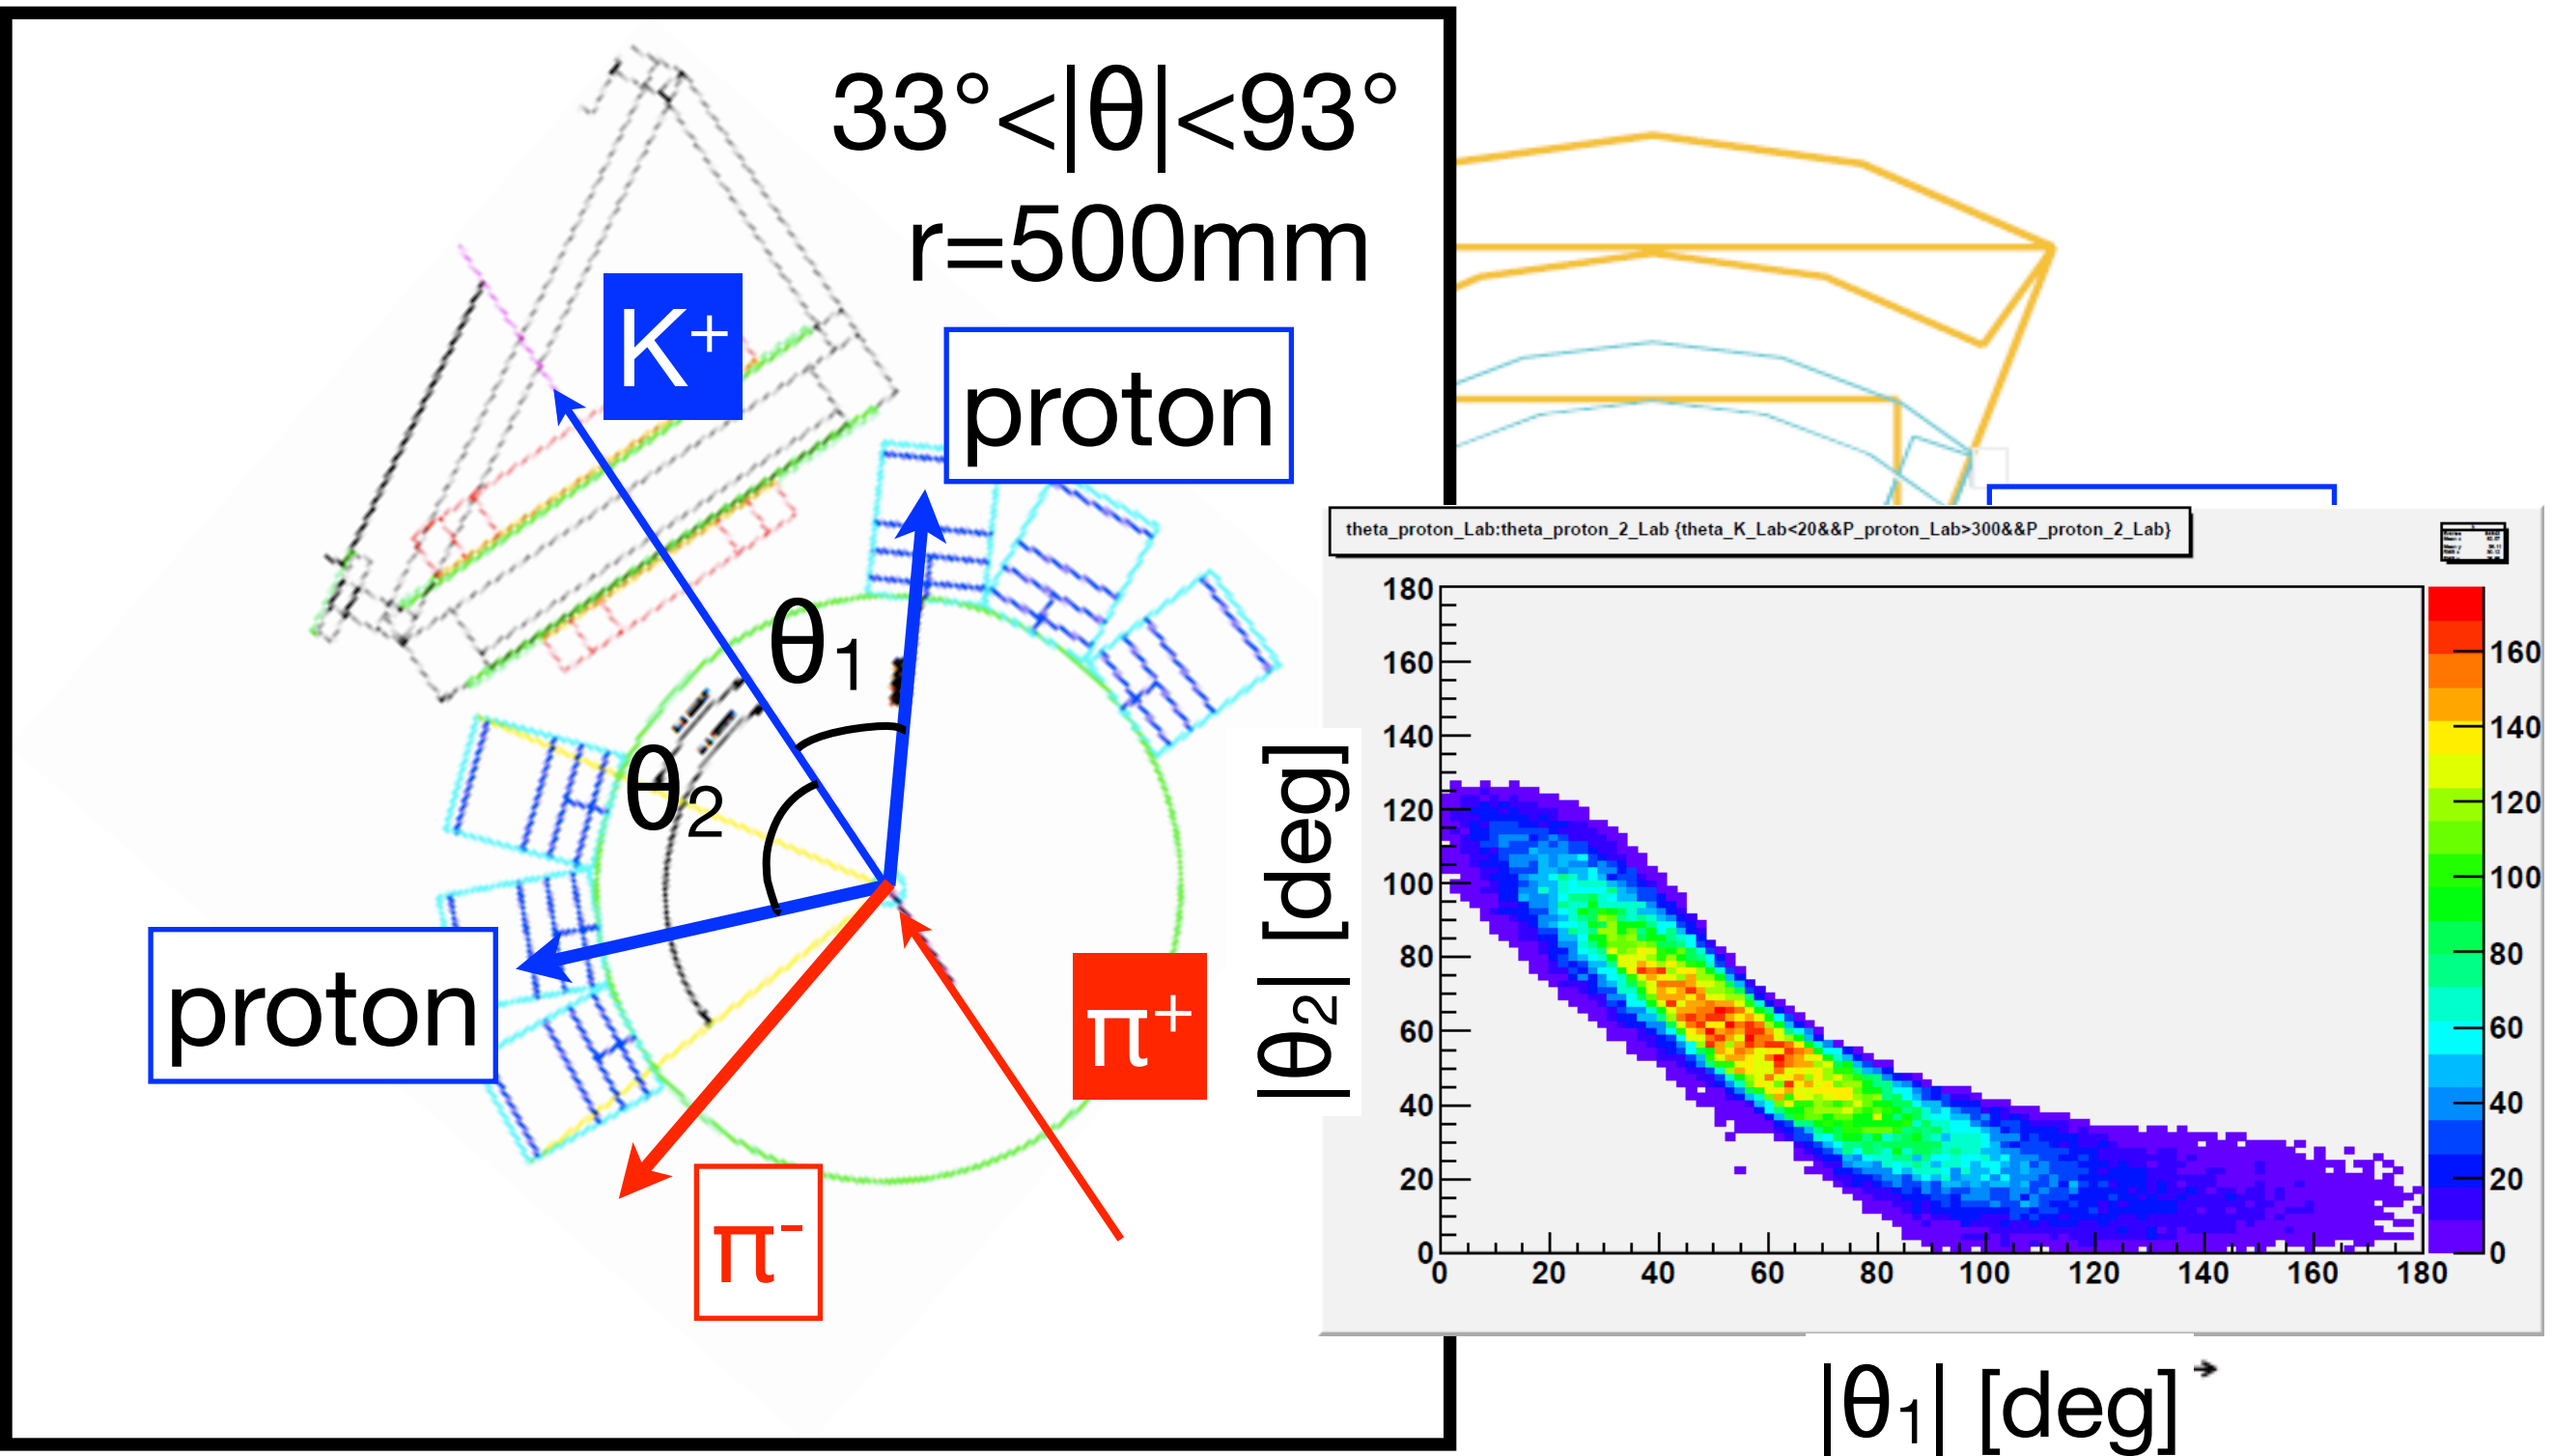 33°<|θ|<93°
r=500mm
K⁺
proton
θ₁
θ₂
proton
π⁺
π⁻
theta_proton_Lab:theta_proton_2_Lab {theta_K_Lab<20&&P_proton_Lab>300&&P_proton_2_Lab}
180
160
140
120
100
80
60
40
20
0
0 20 40 60 80 100 120 140 160 180
160
140
120
100
80
60
40
20
0
|θ₂| [deg]
|θ₁| [deg]